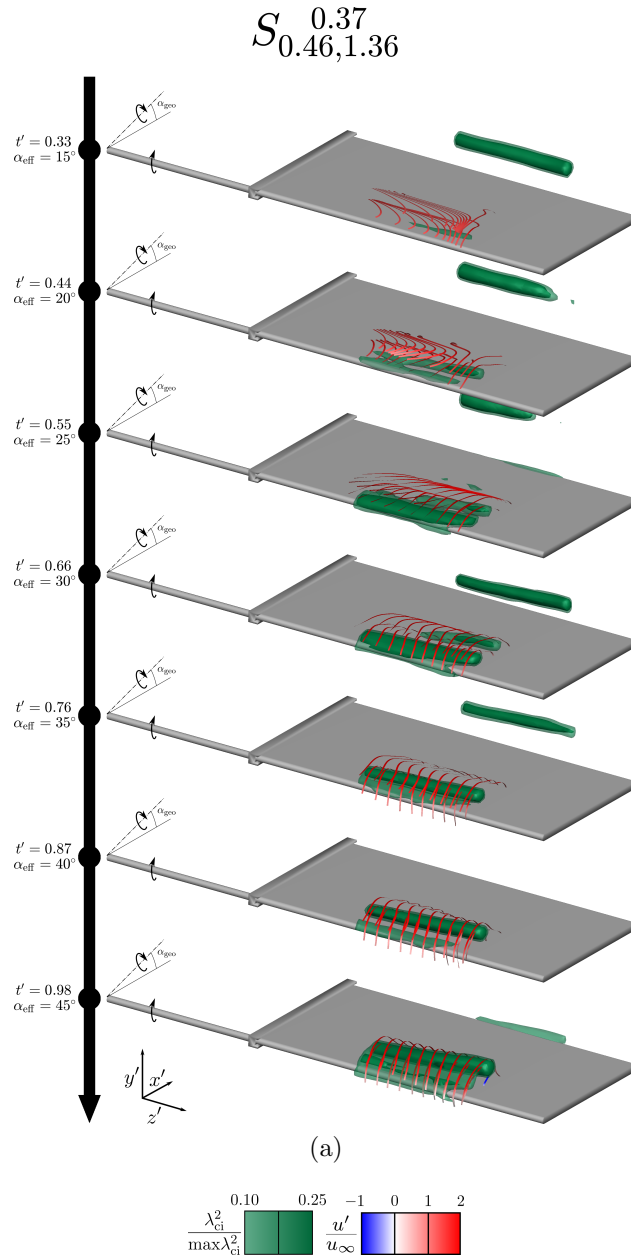 S 0.37 0.46,1.36
α_geo
t′ = 0.33
α_eff = 15°
α_geo
t′ = 0.44
α_eff = 20°
α_geo
t′ = 0.55
α_eff = 25°
α_geo
t′ = 0.66
α_eff = 30°
α_geo
t′ = 0.76
α_eff = 35°
α_geo
t′ = 0.87
α_eff = 40°
α_geo
t′ = 0.98
α_eff = 45°
y′ x′
z′
(a)
0.10 0.25 −1 0 1 2
λ²_ci u′
maxλ²_ci u_∞